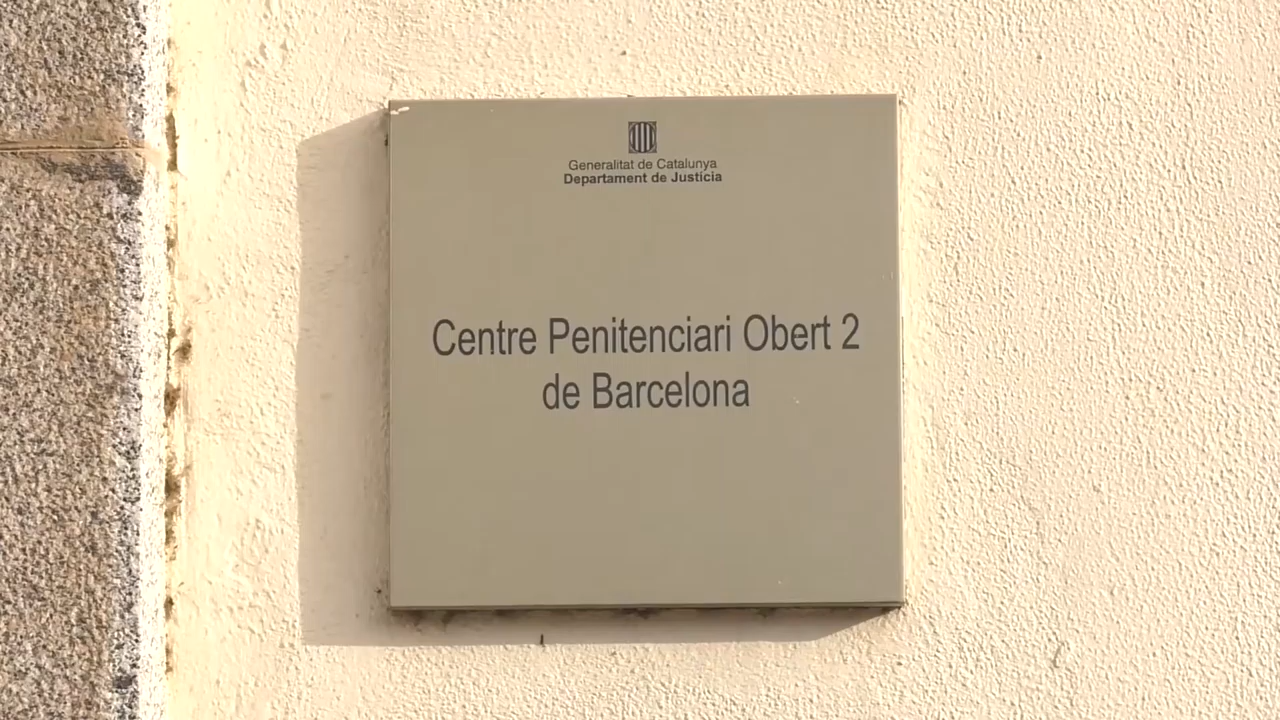 Generalitat de Catalunya
Departament de Justícia
Centre Penitenciari Obert 2
de Barcelona